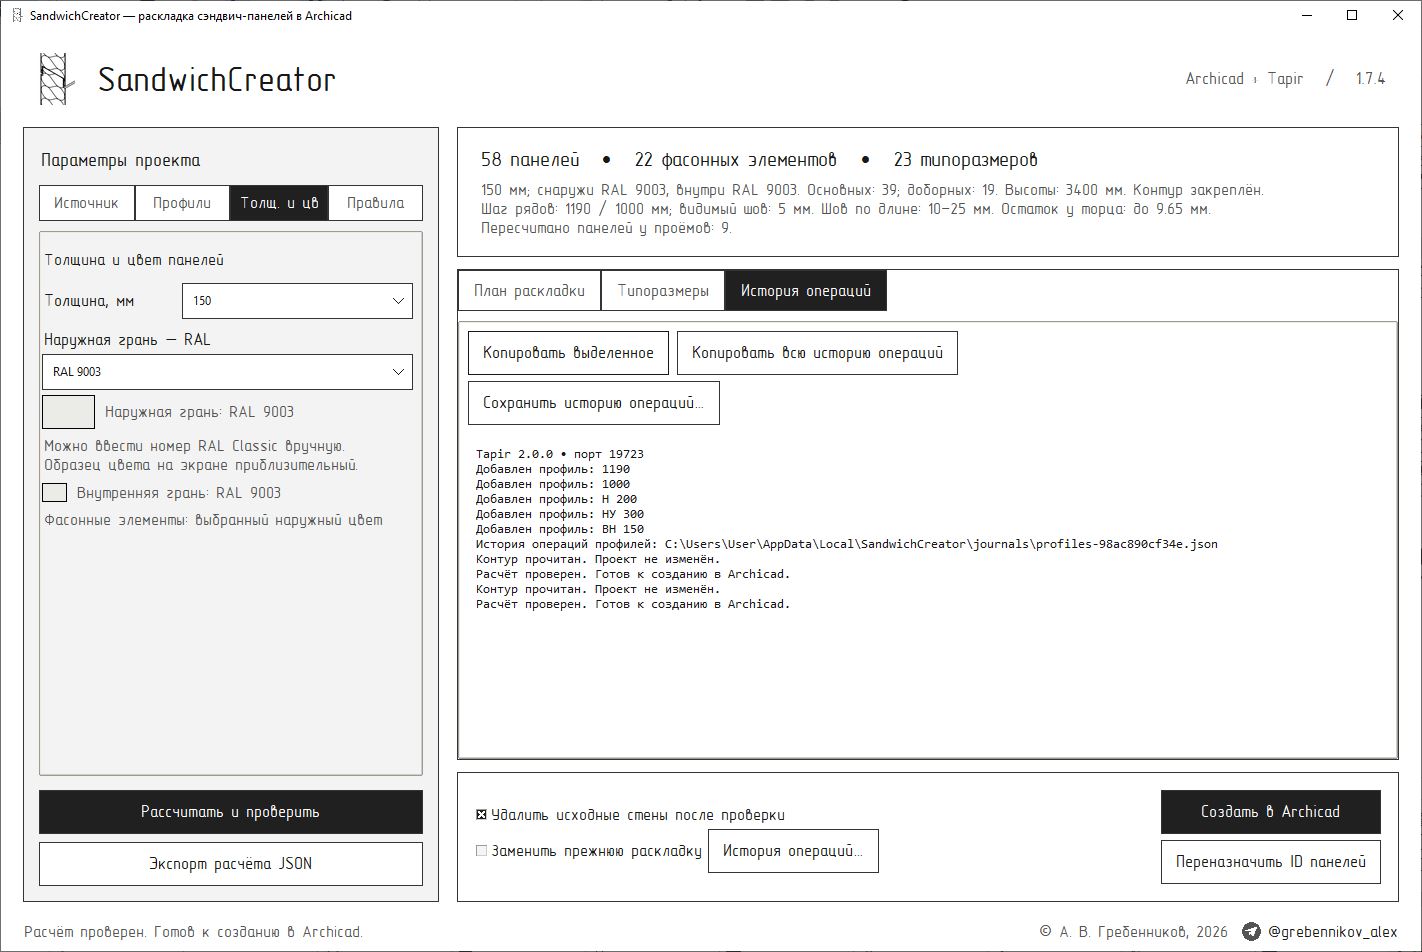 SandwichCreator — раскладка сэндвич-панелей в Archicad
SandwichCreator
Archicad › Tapir / 1.7.4
Параметры проекта
Источник
Профили
Толщ. и цв
Правила
Толщина и цвет панелей
Толщина, мм
150
Наружная грань — RAL
RAL 9003
Наружная грань: RAL 9003
Можно ввести номер RAL Classic вручную.
Образец цвета на экране приблизительный.
Внутренняя грань: RAL 9003
Фасонные элементы: выбранный наружный цвет
Рассчитать и проверить
Экспорт расчёта JSON
58 панелей • 22 фасонных элементов • 23 типоразмеров
150 мм; снаружи RAL 9003, внутри RAL 9003. Основных: 39; доборных: 19. Высоты: 3400 мм. Контур закреплён.
Шаг рядов: 1190 / 1000 мм; видимый шов: 5 мм. Шов по длине: 10–25 мм. Остаток у торца: до 9.65 мм.
Пересчитано панелей у проёмов: 9.
План раскладки
Типоразмеры
История операций
Копировать выделенное
Копировать всю историю операций
Сохранить историю операций...
Tapir 2.0.0 • порт 19723
Добавлен профиль: 1190
Добавлен профиль: 1000
Добавлен профиль: Н 200
Добавлен профиль: НУ 300
Добавлен профиль: ВН 150
История операций профилей: C:\Users\User\AppData\Local\SandwichCreator\journals\profiles-98ac890cf34e.json
Контур прочитан. Проект не изменён.
Расчёт проверен. Готов к созданию в Archicad.
Контур прочитан. Проект не изменён.
Расчёт проверен. Готов к созданию в Archicad.
Удалить исходные стены после проверки
Заменить прежнюю раскладку
История операций...
Создать в Archicad
Переназначить ID панелей
Расчёт проверен. Готов к созданию в Archicad.
© А. В. Гребенников, 2026
@grebennikov_alex